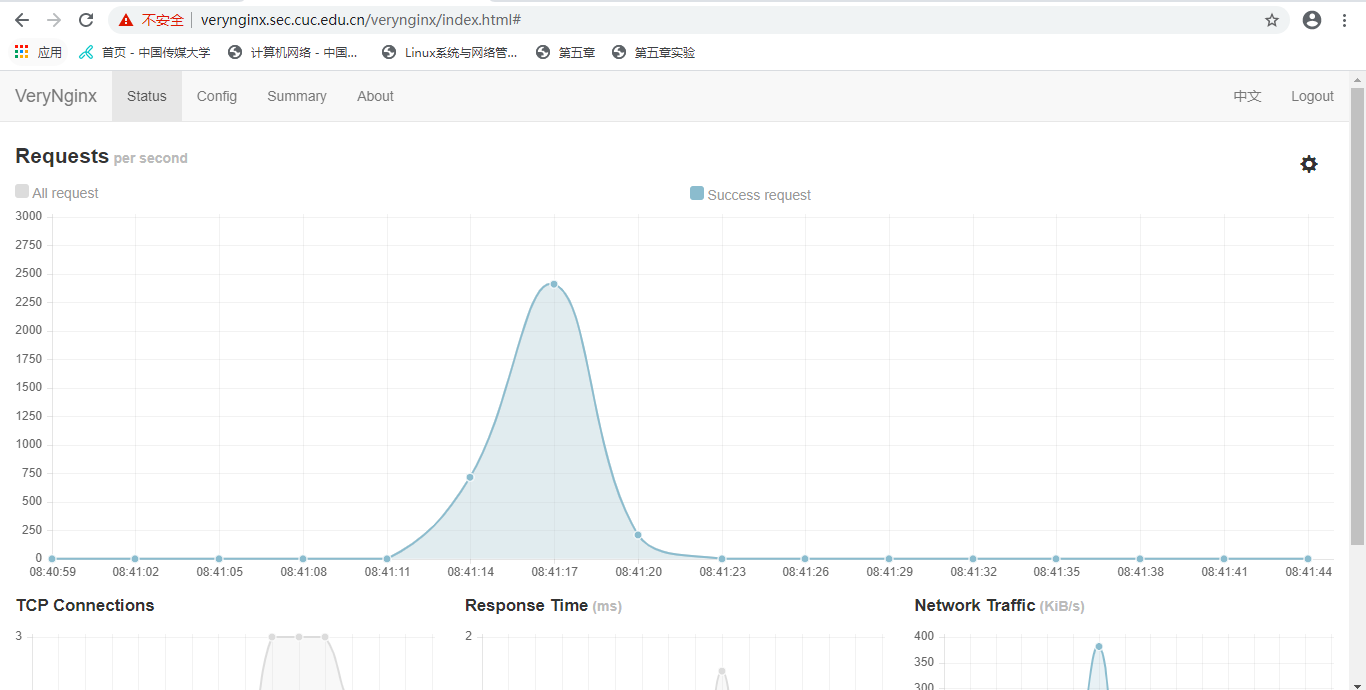 不安全 verynginx.sec.cuc.edu.cn/verynginx/index.html#
应用 首页 - 中国传媒大学 计算机网络 - 中国... Linux系统与网络管... 第五章 第五章实验
VeryNginx Status Config Summary About 中文 Logout
Requests per second
All request Success request
3000
2750
2500
2250
2000
1750
1500
1250
1000
750
500
250
0
08:40:59 08:41:02 08:41:05 08:41:08 08:41:11 08:41:14 08:41:17 08:41:20 08:41:23 08:41:26 08:41:29 08:41:32 08:41:35 08:41:38 08:41:41 08:41:44
TCP Connections Response Time (ms) Network Traffic (KiB/s)
3 2 400
350
300